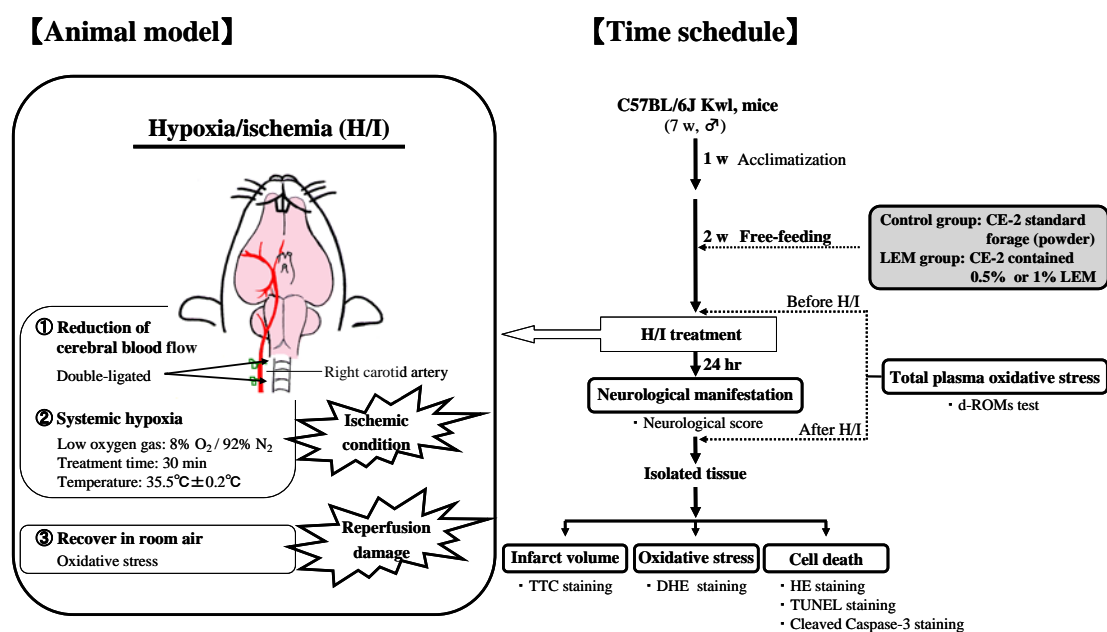 【Animal model】
Hypoxia/ischemia (H/I)
① Reduction of
cerebral blood flow
Double-ligated
Right carotid artery
② Systemic hypoxia
Low oxygen gas: 8% O₂ / 92% N₂
Treatment time: 30 min
Temperature: 35.5℃±0.2℃
Ischemic
condition
③ Recover in room air
Oxidative stress
Reperfusion
damage
【Time schedule】
C57BL/6J Kwl, mice
(7 w, ♂)
1 w Acclimatization
2 w Free-feeding
Control group: CE-2 standard
forage (powder)
LEM group: CE-2 contained
0.5% or 1% LEM
Before H/I
H/I treatment
24 hr
Neurological manifestation
・Neurological score
After H/I
Total plasma oxidative stress
・d-ROMs test
Isolated tissue
Infarct volume
・TTC staining
Oxidative stress
・DHE staining
Cell death
・HE staining
・TUNEL staining
・Cleaved Caspase-3 staining